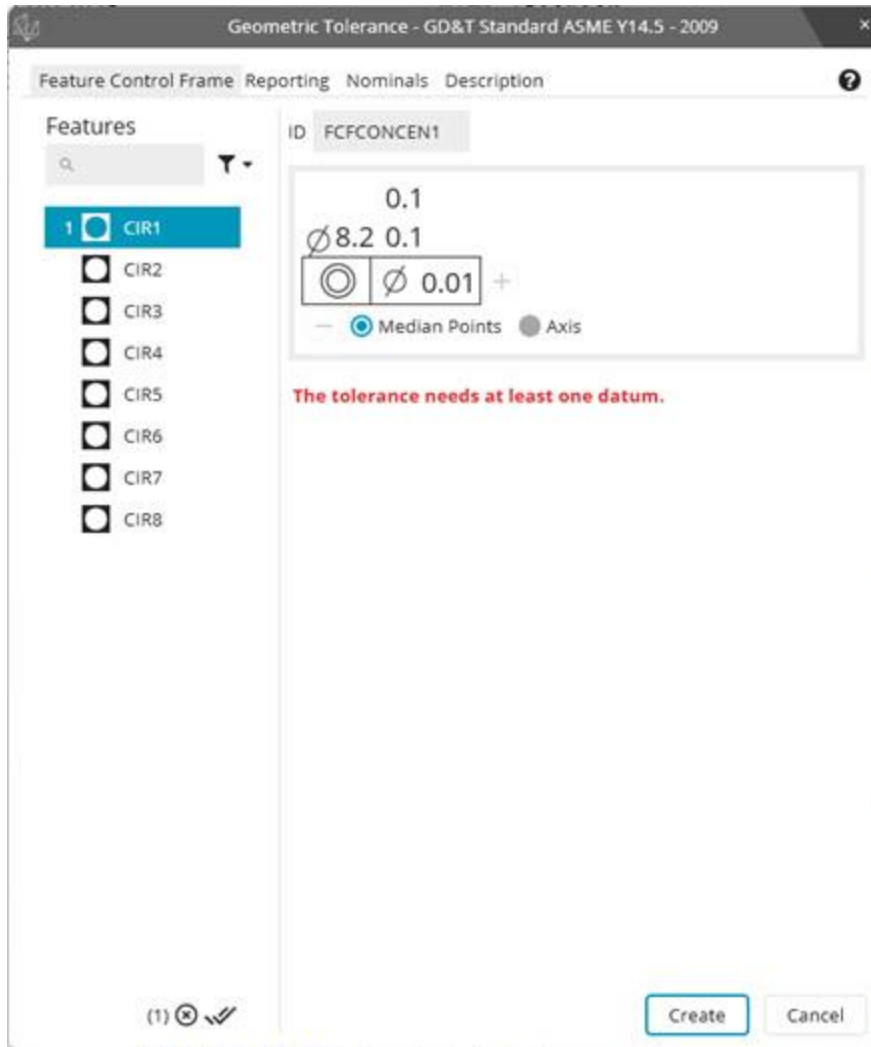 Geometric Tolerance - GD&T Standard ASME Y14.5 - 2009 ×
Feature Control Frame Reporting Nominals Description ?
Features
ID FCFCONCEN1
1 CIR1
CIR2
CIR3
CIR4
CIR5
CIR6
CIR7
CIR8
0.1
⌀8.2 0.1
◎ ⌀ 0.01 +
− Median Points Axis
The tolerance needs at least one datum.
(1)
Create Cancel